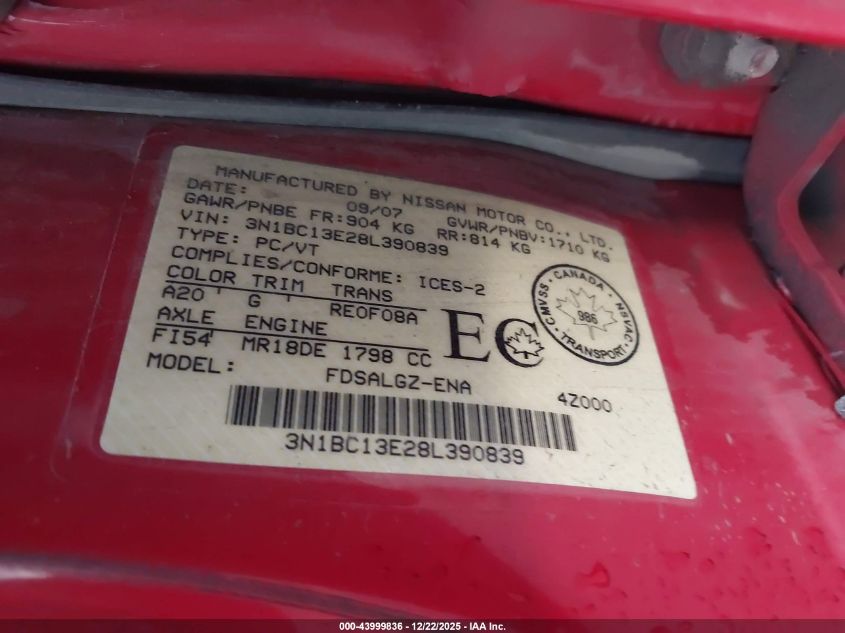 MANUFACTURED BY NISSAN MOTOR CO., LTD.
DATE: 09/07 GVWR/PNBV:1710 KG
GAWR/PNBE FR:904 KG RR:814 KG
VIN: 3N1BC13E28L390839
TYPE: PC/VT
COMPLIES/CONFORME: ICES-2
COLOR TRIM TRANS
A20 G RE0F08A
AXLE ENGINE
FI54 MR18DE 1798 CC
MODEL: FDSALGZ-ENA
EC
CANADA
CMVSS NSVAC
986
TRANSPORT
4Z000
3N1BC13E28L390839
000-43999836 - 12/22/2025 - IAA Inc.